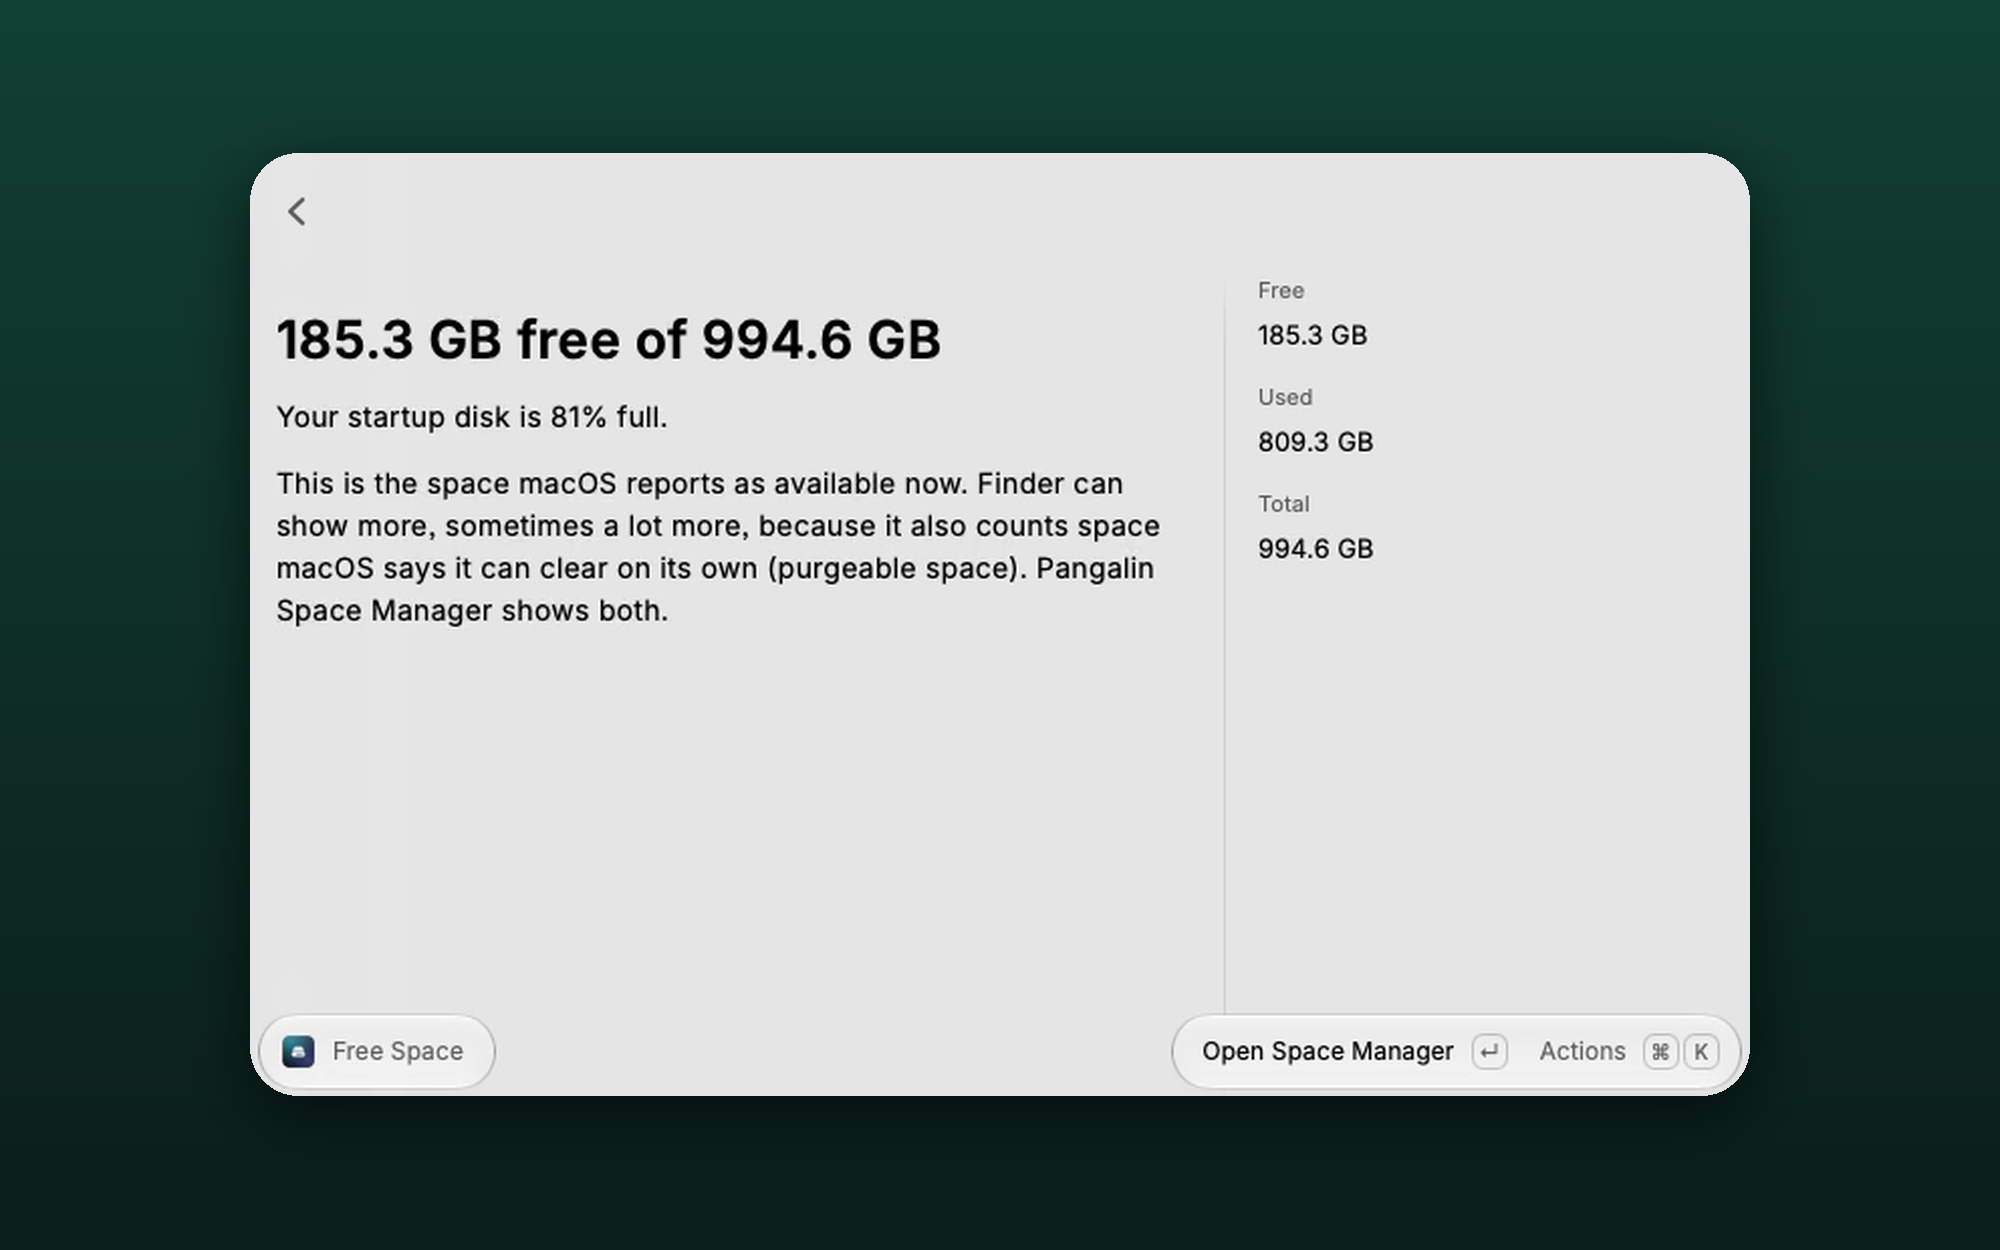 185.3 GB free of 994.6 GB
Your startup disk is 81% full.
This is the space macOS reports as available now. Finder can
show more, sometimes a lot more, because it also counts space
macOS says it can clear on its own (purgeable space). Pangalin
Space Manager shows both.
Free
185.3 GB
Used
809.3 GB
Total
994.6 GB
Free Space
Open Space Manager ↵ Actions ⌘ K